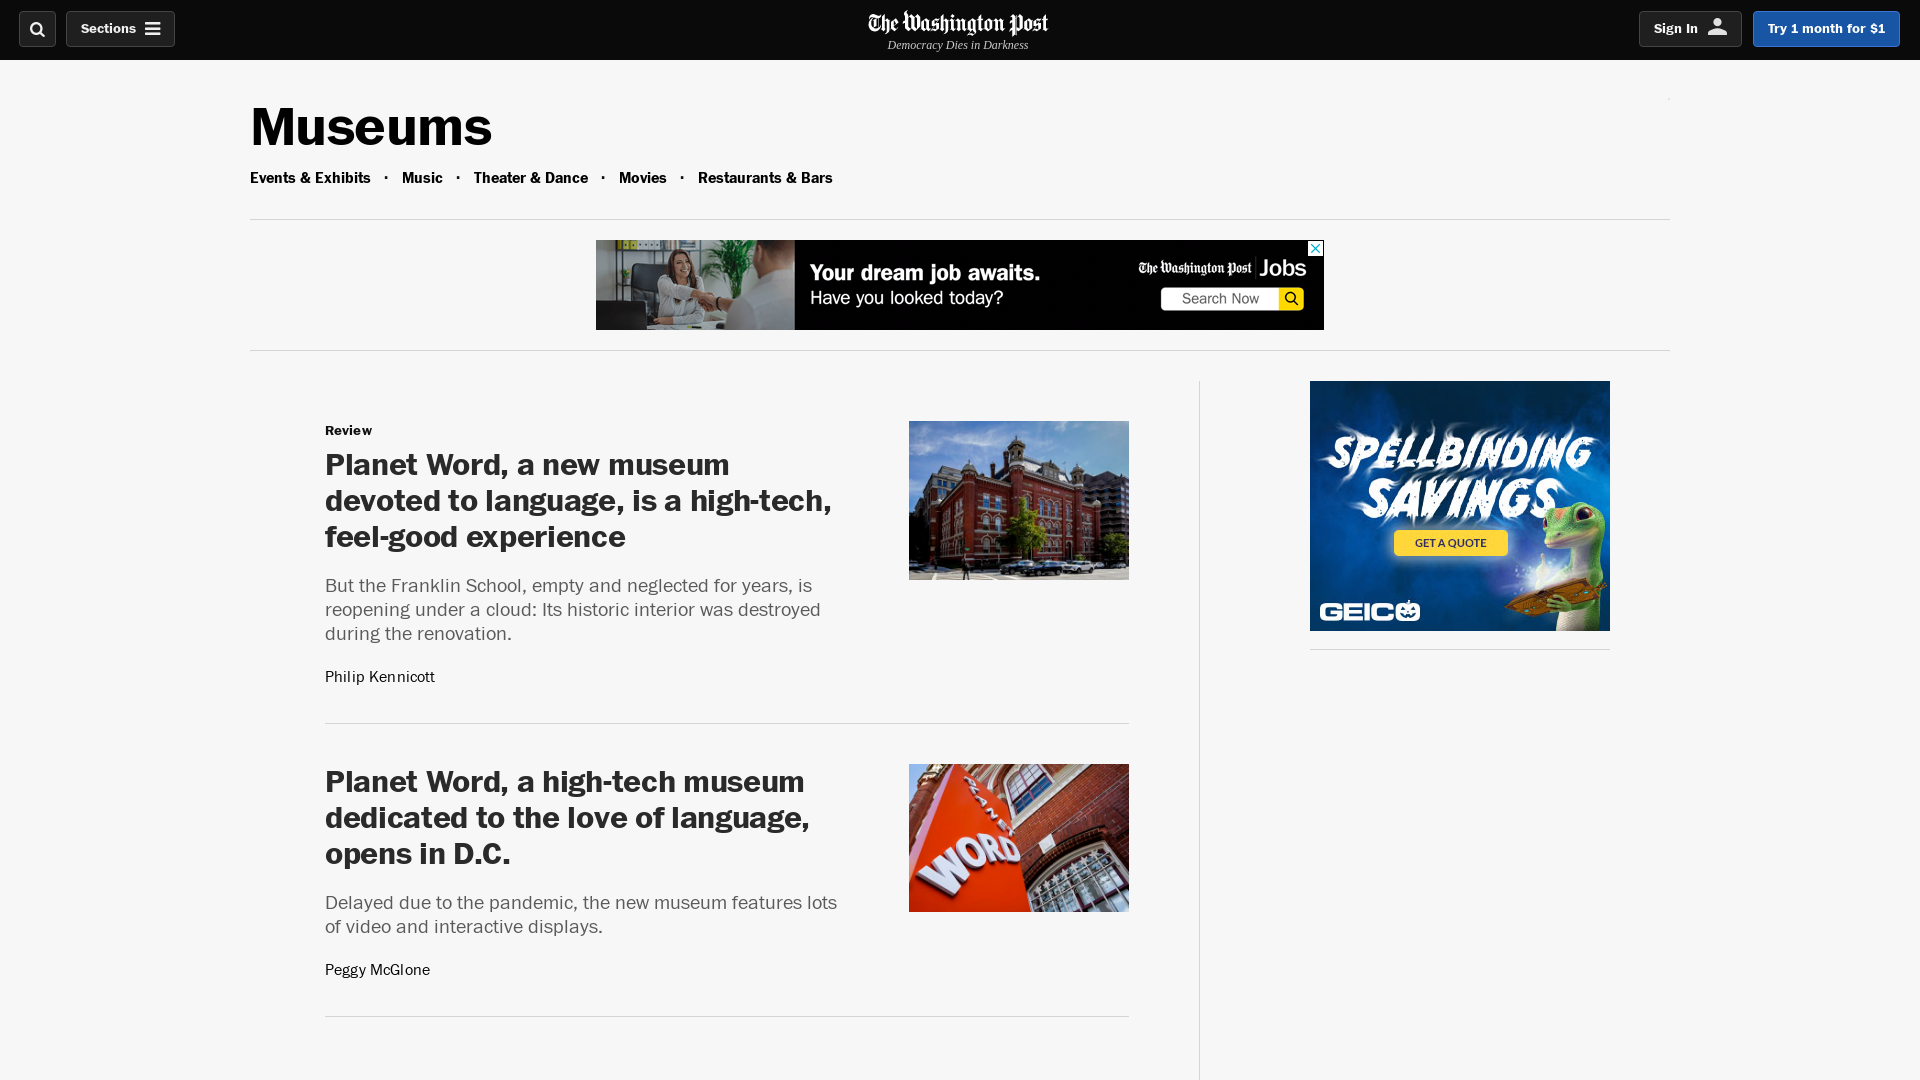 Sections
The Washington Post
Democracy Dies in Darkness
Sign In
Try 1 month for $1
Museums
Events & Exhibits · Music · Theater & Dance · Movies · Restaurants & Bars
Your dream job awaits.
Have you looked today?
The Washington Post Jobs
Search Now
Review
Planet Word, a new museum
devoted to language, is a high-tech,
feel-good experience
But the Franklin School, empty and neglected for years, is
reopening under a cloud: Its historic interior was destroyed
during the renovation.
Philip Kennicott
SPELLBINDING
SAVINGS
GET A QUOTE
GEICO
Planet Word, a high-tech museum
dedicated to the love of language,
opens in D.C.
Delayed due to the pandemic, the new museum features lots
of video and interactive displays.
Peggy McGlone
PLANET
WORD